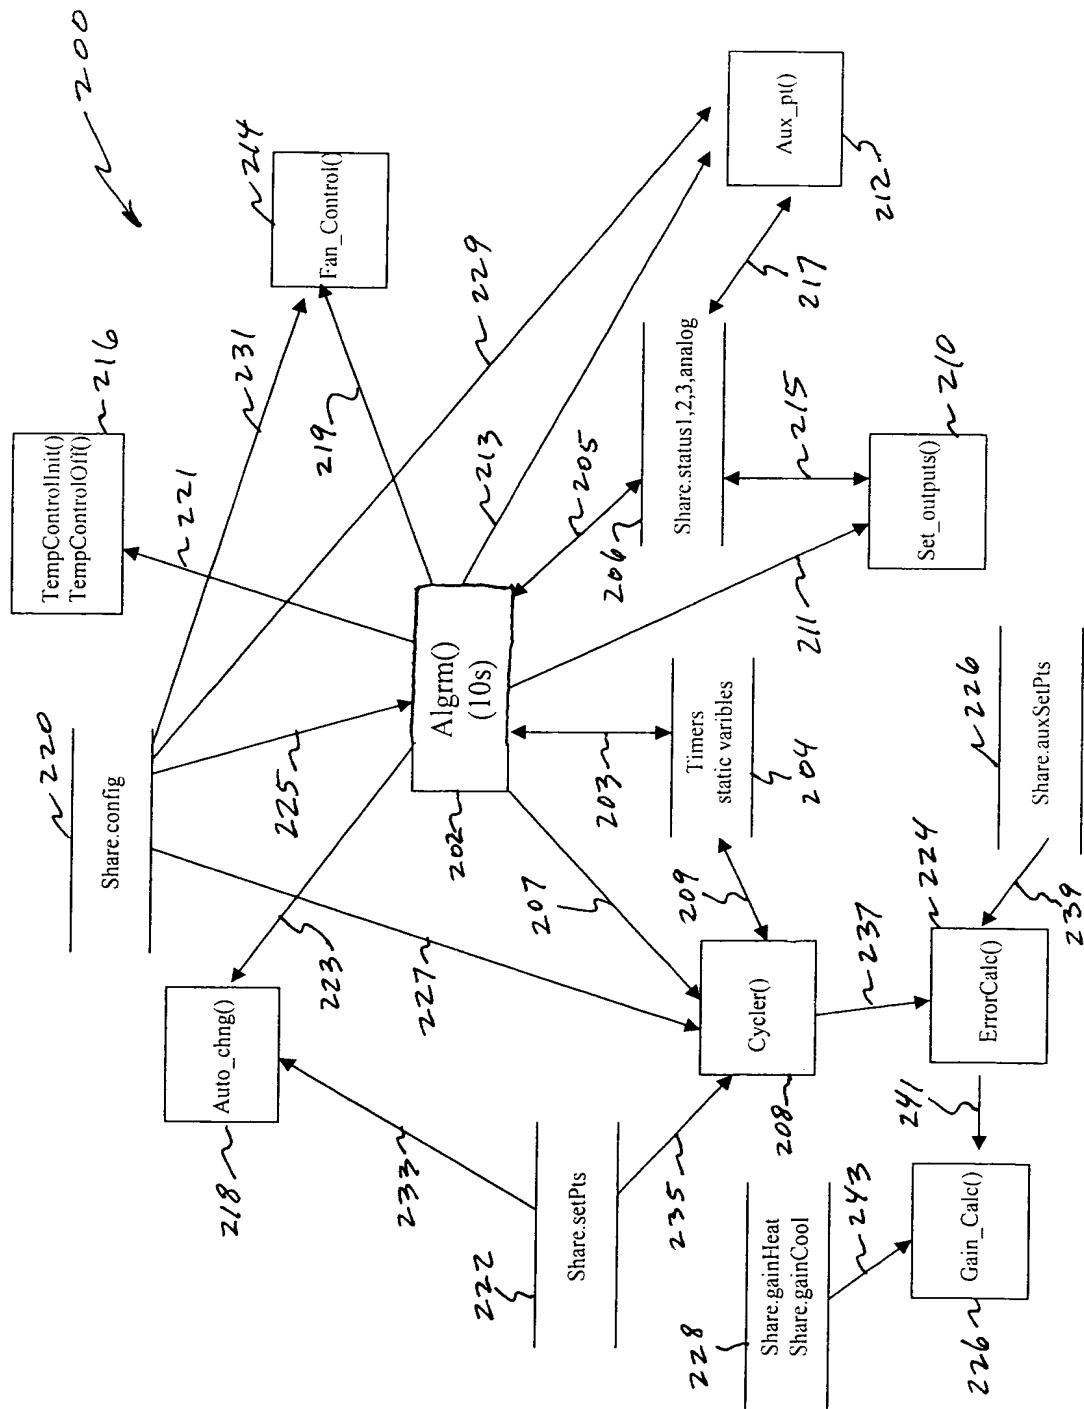 220
TempControlInit()
TempControlOff()
216
200
Share.config
218
Auto_chng()
231
214
221
Fan_Control()
225
223
219
233
227
222
202
Algrm()
(10s)
213
229
Share.setPts
207
205
203
206
235
209
Timers
static varibles
Share.status1,2,3,analog
228
Share.gainHeat
Share.gainCool
208
Cycler()
204
211
215
217
Aux_pt()
243
237
241
212
226
Gain_Calc()
224
ErrorCalc()
226
Set_outputs()
210
Share.auxSetPts
239